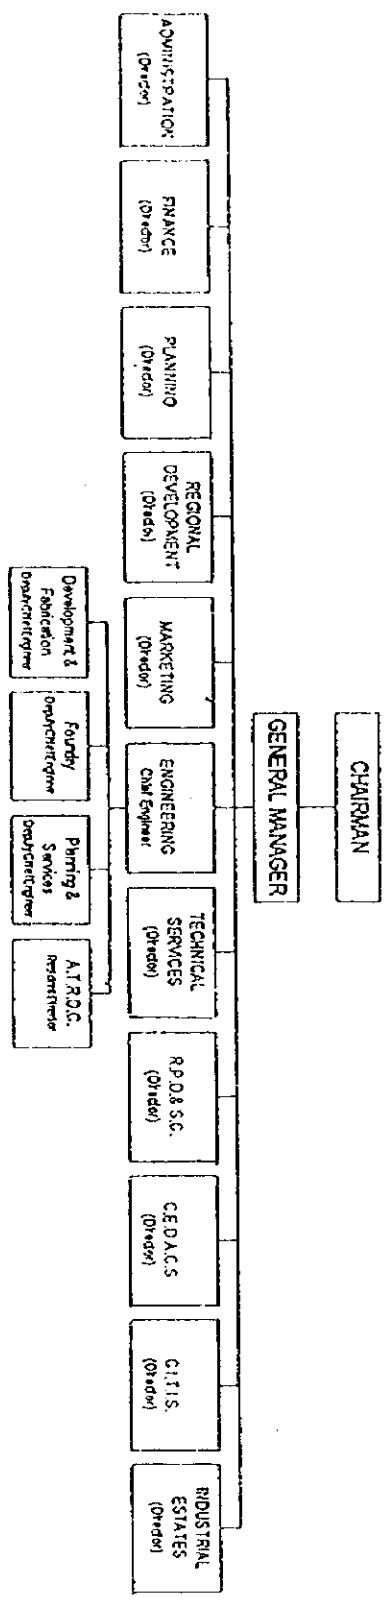 CHAIRMAN
GENERAL MANAGER
ADMINISTRATION
(Director)
FINANCE
(Director)
PLANNING
(Director)
REGIONAL
DEVELOPMENT
(Director)
MARKETING
(Director)
ENGINEERING
Chief Engineer
TECHNICAL
SERVICES
(Director)
R.P.D.& S.C.
(Director)
C.E.D.A.C.S
(Director)
C.I.T.I.S.
(Director)
INDUSTRIAL
ESTATES
(Director)
Development &
Fabrication
Deputy Chief Engineer
Foundry
Deputy Chief Engineer
Planning &
Services
Deputy Chief Engineer
A.T.R.D.C.
Resident Director